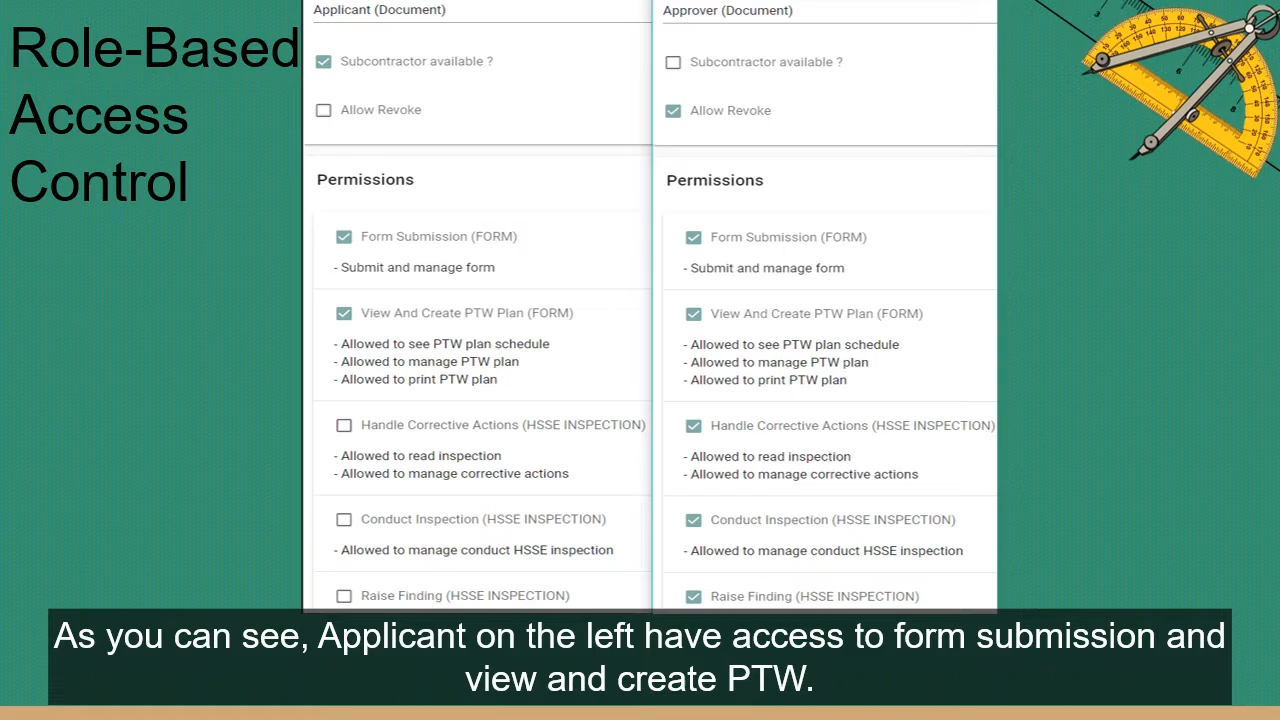 Role-Based
Access
Control
Applicant (Document)
Subcontractor available ?
Allow Revoke
Permissions
Form Submission (FORM)
- Submit and manage form
View And Create PTW Plan (FORM)
- Allowed to see PTW plan schedule
- Allowed to manage PTW plan
- Allowed to print PTW plan
Handle Corrective Actions (HSSE INSPECTION)
- Allowed to read inspection
- Allowed to manage corrective actions
Conduct Inspection (HSSE INSPECTION)
- Allowed to manage conduct HSSE inspection
Raise Finding (HSSE INSPECTION)
Approver (Document)
Subcontractor available ?
Allow Revoke
Permissions
Form Submission (FORM)
- Submit and manage form
View And Create PTW Plan (FORM)
- Allowed to see PTW plan schedule
- Allowed to manage PTW plan
- Allowed to print PTW plan
Handle Corrective Actions (HSSE INSPECTION)
- Allowed to read inspection
- Allowed to manage corrective actions
Conduct Inspection (HSSE INSPECTION)
- Allowed to manage conduct HSSE inspection
Raise Finding (HSSE INSPECTION)
As you can see, Applicant on the left have access to form submission and
view and create PTW.